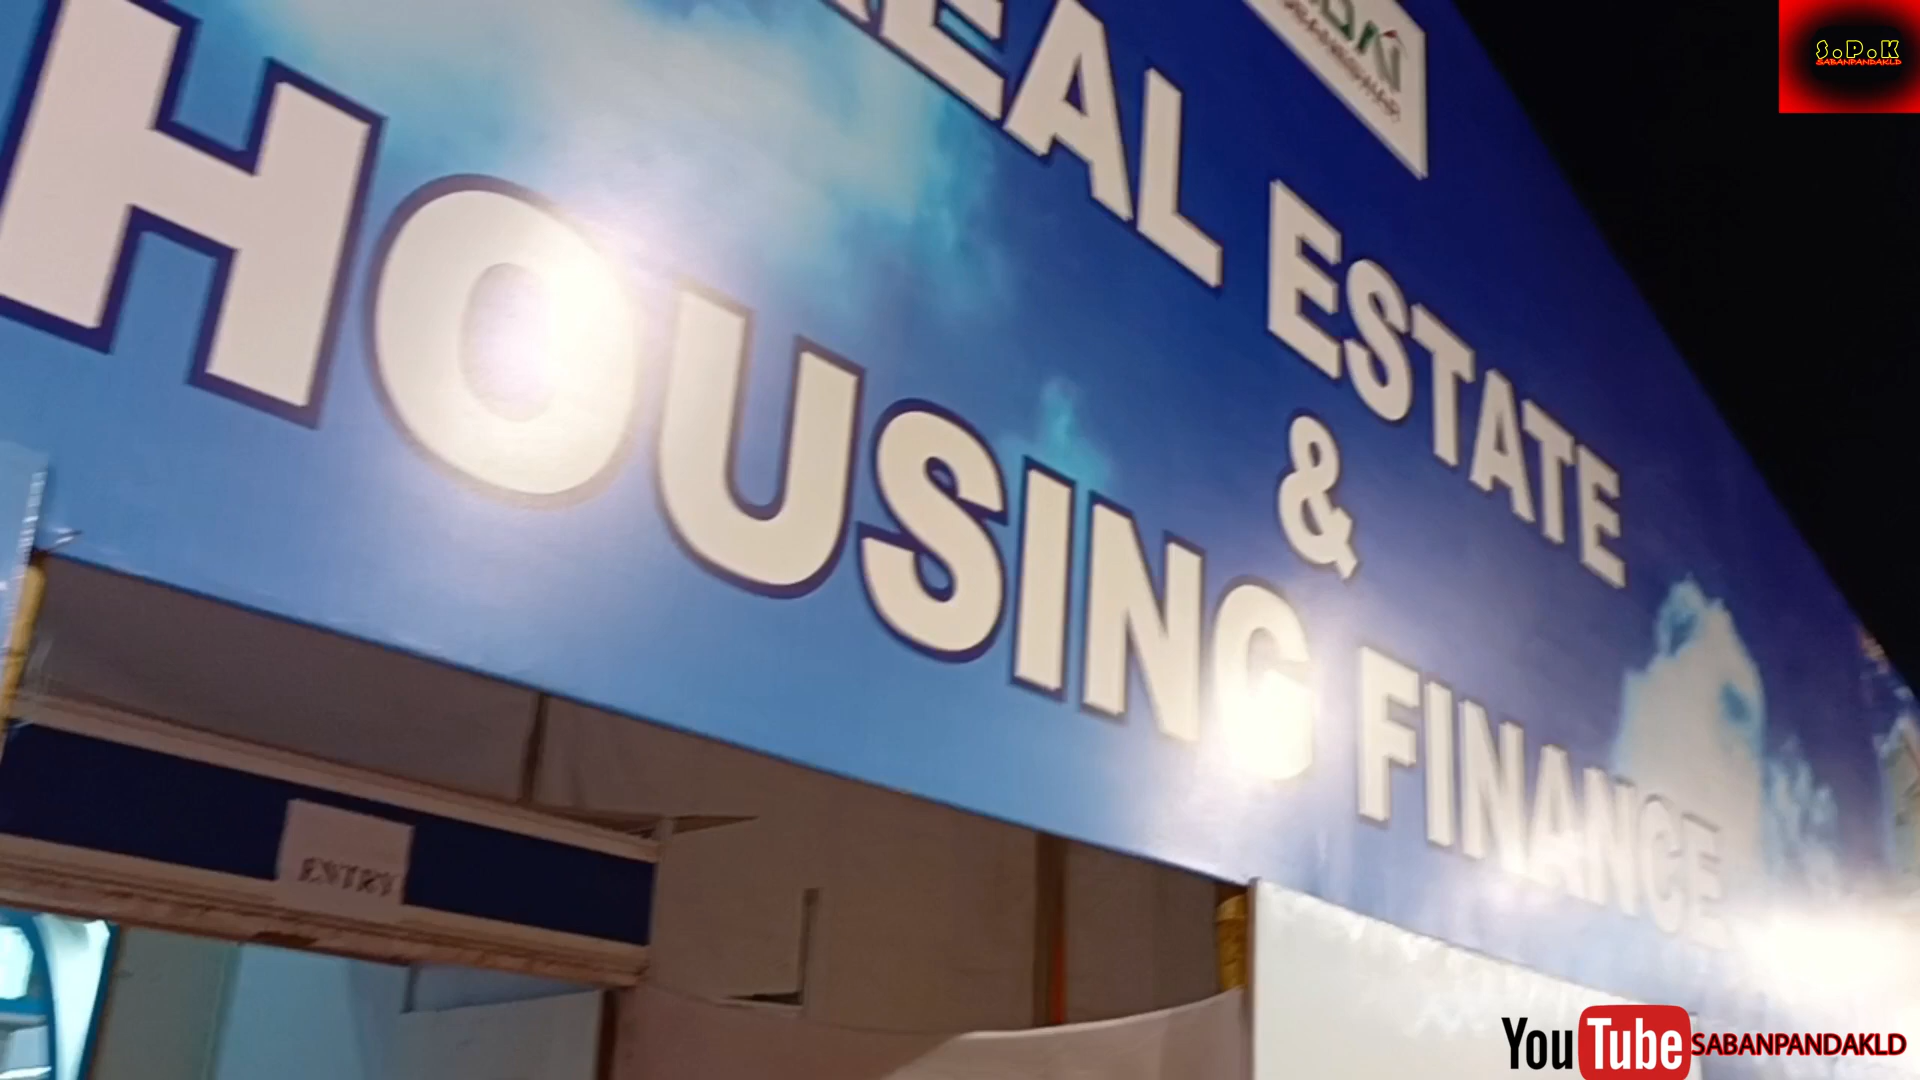 S.P.K
SABANPANDAKLD
REAL ESTATE
&
HOUSING FINANCE
ENTRY
YouTube SABANPANDAKLD